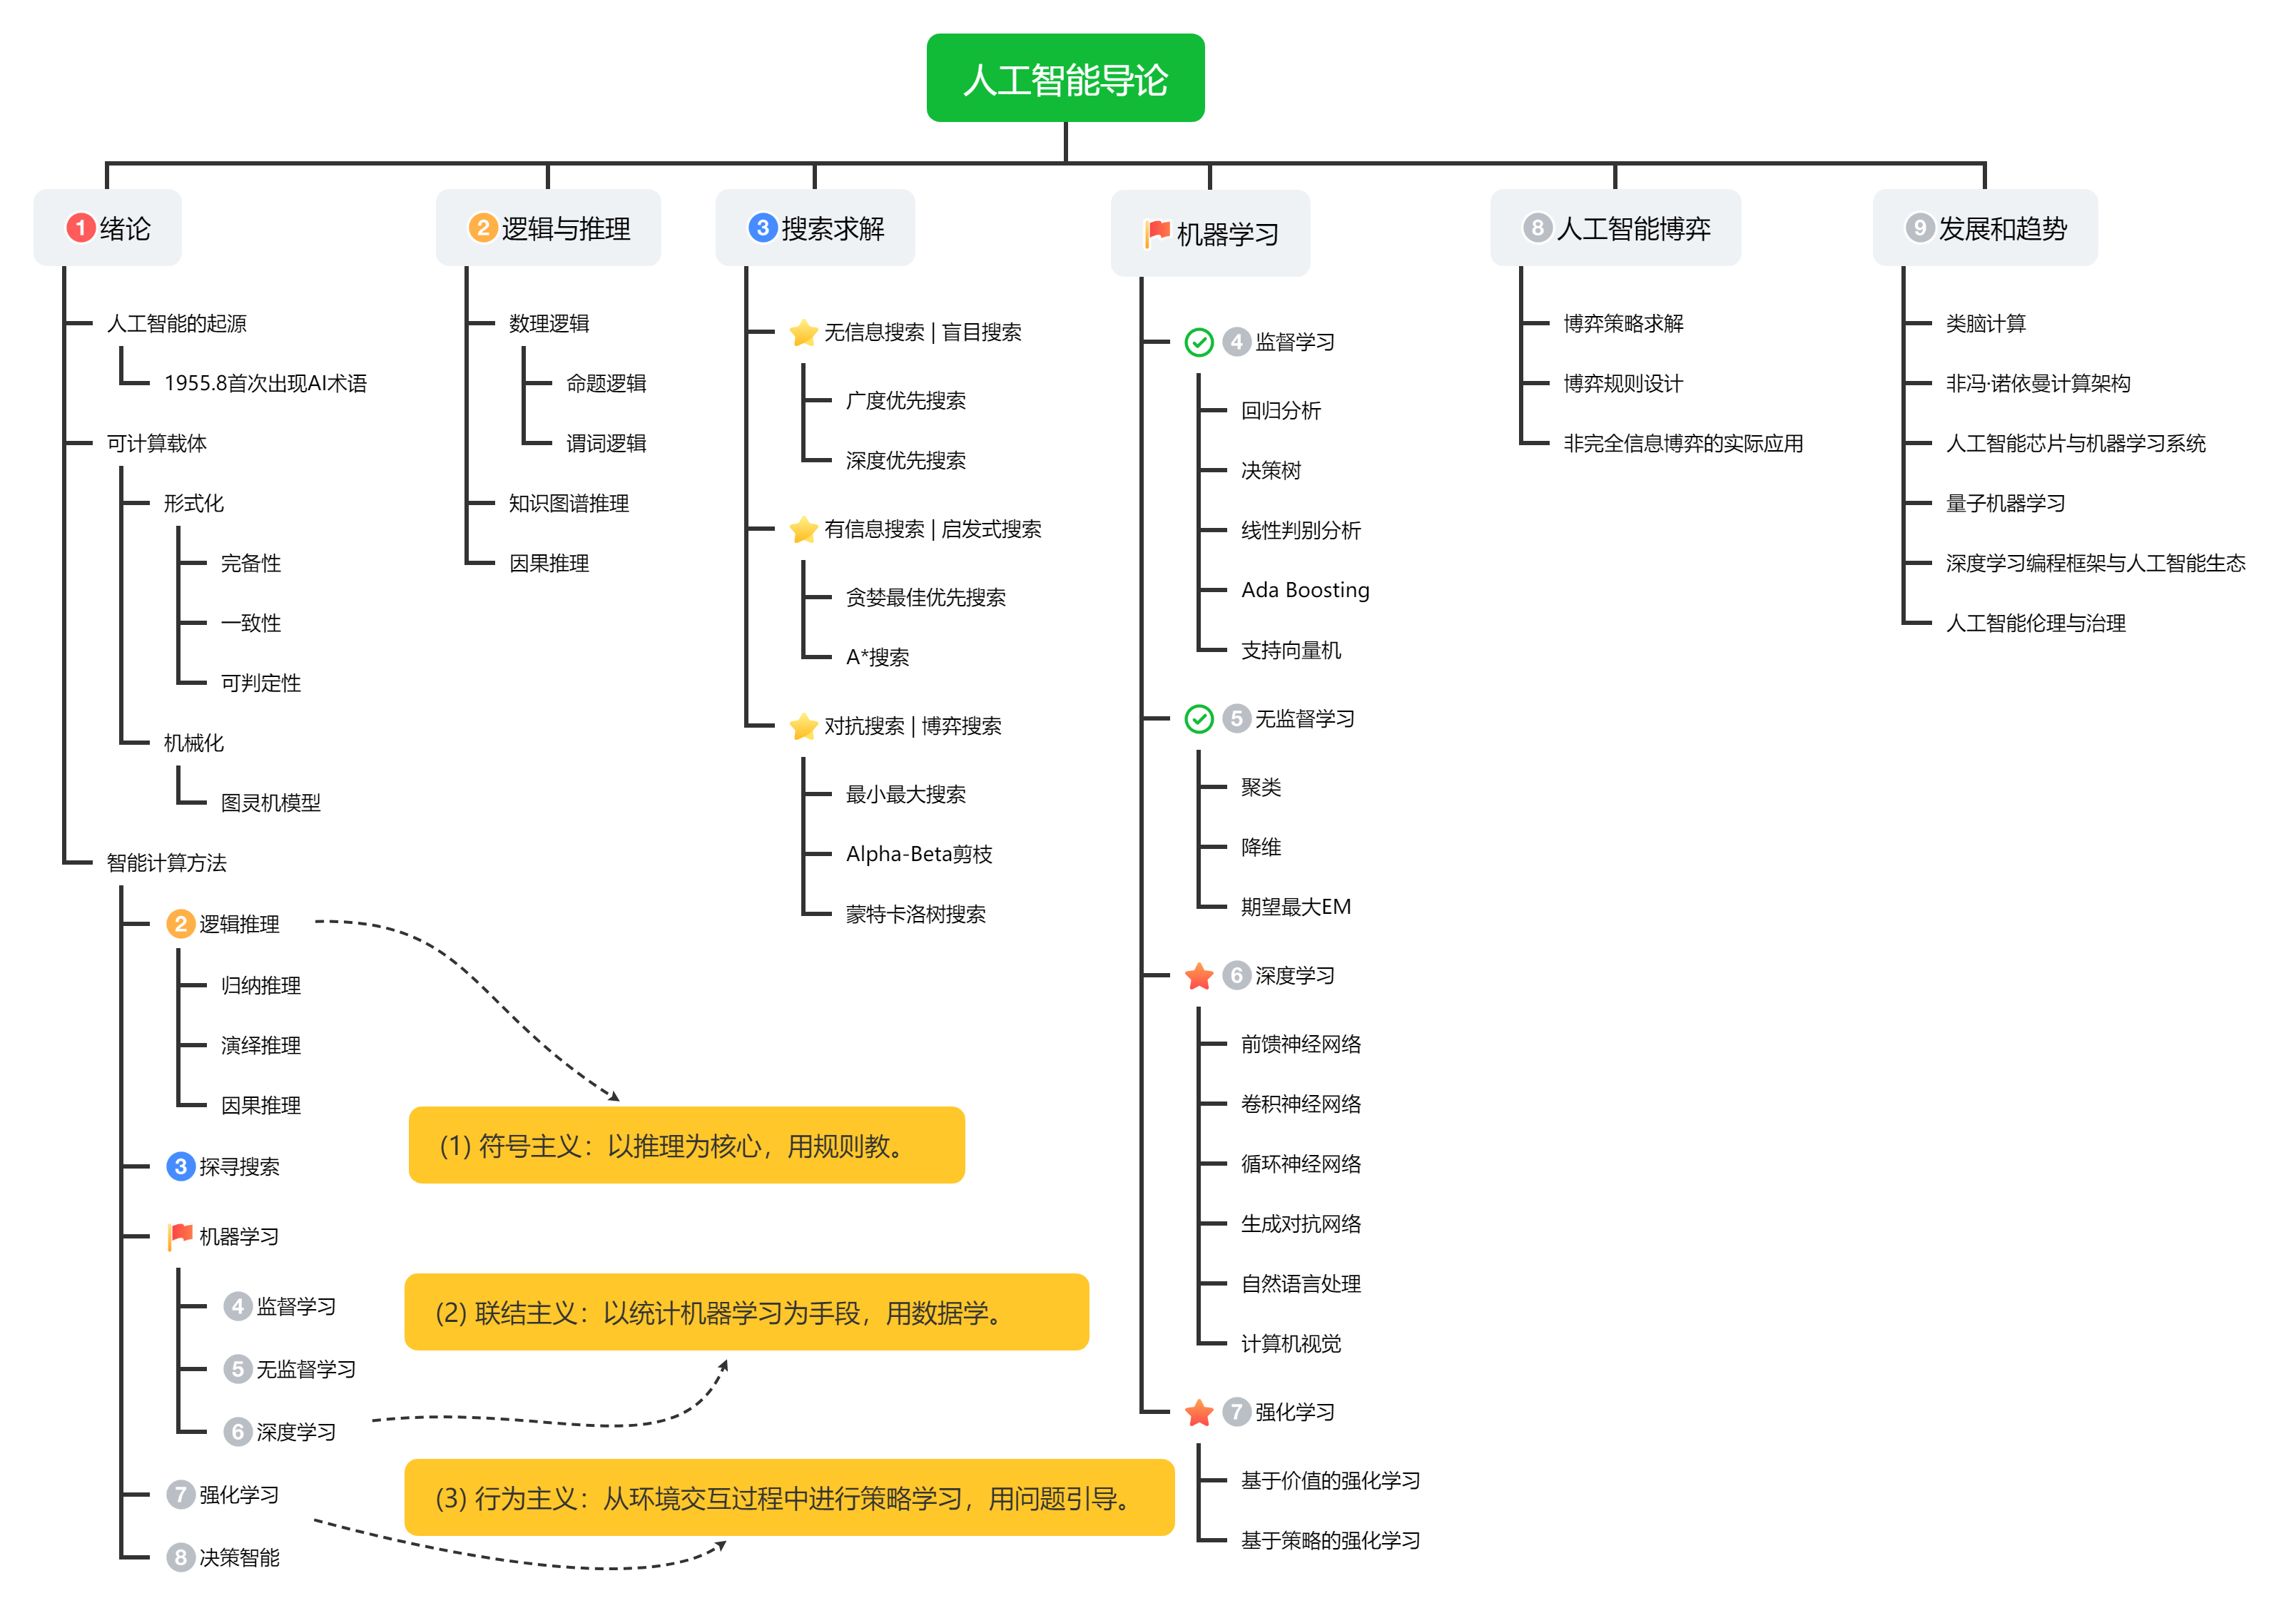 人工智能导论
1 绪论
人工智能的起源
1955.8首次出现AI术语
可计算载体
形式化
完备性
一致性
可判定性
机械化
图灵机模型
智能计算方法
2 逻辑推理
归纳推理
演绎推理
因果推理
3 探寻搜索
机器学习
4 监督学习
5 无监督学习
6 深度学习
7 强化学习
8 决策智能
(1) 符号主义：以推理为核心，用规则教。
(2) 联结主义：以统计机器学习为手段，用数据学。
(3) 行为主义：从环境交互过程中进行策略学习，用问题引导。
2 逻辑与推理
数理逻辑
命题逻辑
谓词逻辑
知识图谱推理
因果推理
3 搜索求解
无信息搜索 | 盲目搜索
广度优先搜索
深度优先搜索
有信息搜索 | 启发式搜索
贪婪最佳优先搜索
A*搜索
对抗搜索 | 博弈搜索
最小最大搜索
Alpha-Beta剪枝
蒙特卡洛树搜索
机器学习
4 监督学习
回归分析
决策树
线性判别分析
Ada Boosting
支持向量机
5 无监督学习
聚类
降维
期望最大EM
6 深度学习
前馈神经网络
卷积神经网络
循环神经网络
生成对抗网络
自然语言处理
计算机视觉
7 强化学习
基于价值的强化学习
基于策略的强化学习
8 人工智能博弈
博弈策略求解
博弈规则设计
非完全信息博弈的实际应用
9 发展和趋势
类脑计算
非冯·诺依曼计算架构
人工智能芯片与机器学习系统
量子机器学习
深度学习编程框架与人工智能生态
人工智能伦理与治理